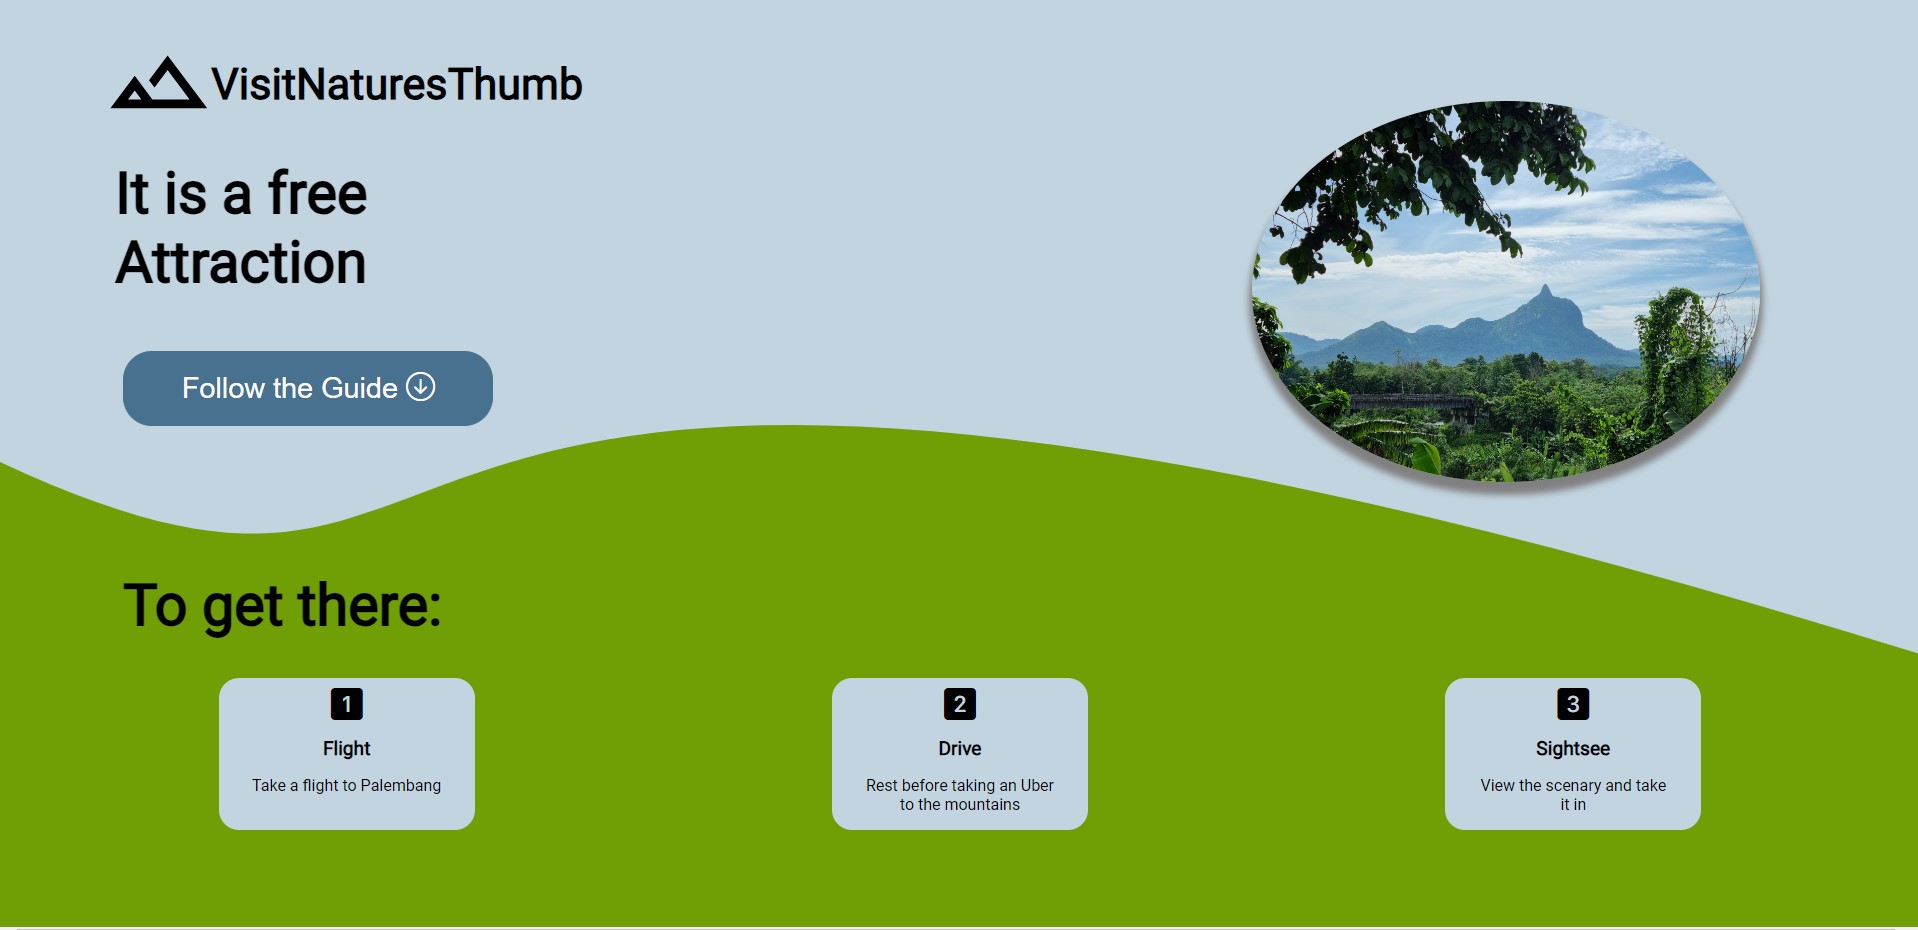 VisitNaturesThumb
It is a free
Attraction
Follow the Guide
To get there:
1
Flight
Take a flight to Palembang
2
Drive
Rest before taking an Uber
to the mountains
3
Sightsee
View the scenary and take
it in